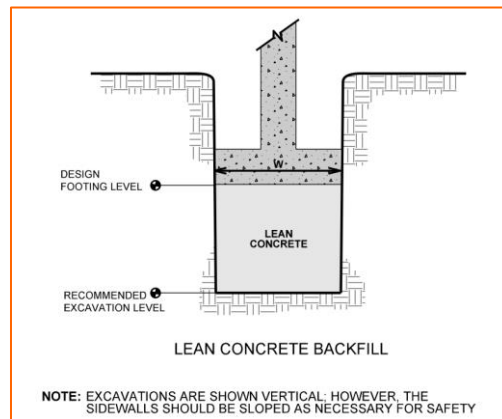 DESIGN
FOOTING LEVEL
W
LEAN
CONCRETE
RECOMMENDED
EXCAVATION LEVEL
LEAN CONCRETE BACKFILL
NOTE: EXCAVATIONS ARE SHOWN VERTICAL; HOWEVER, THE
SIDEWALLS SHOULD BE SLOPED AS NECESSARY FOR SAFETY